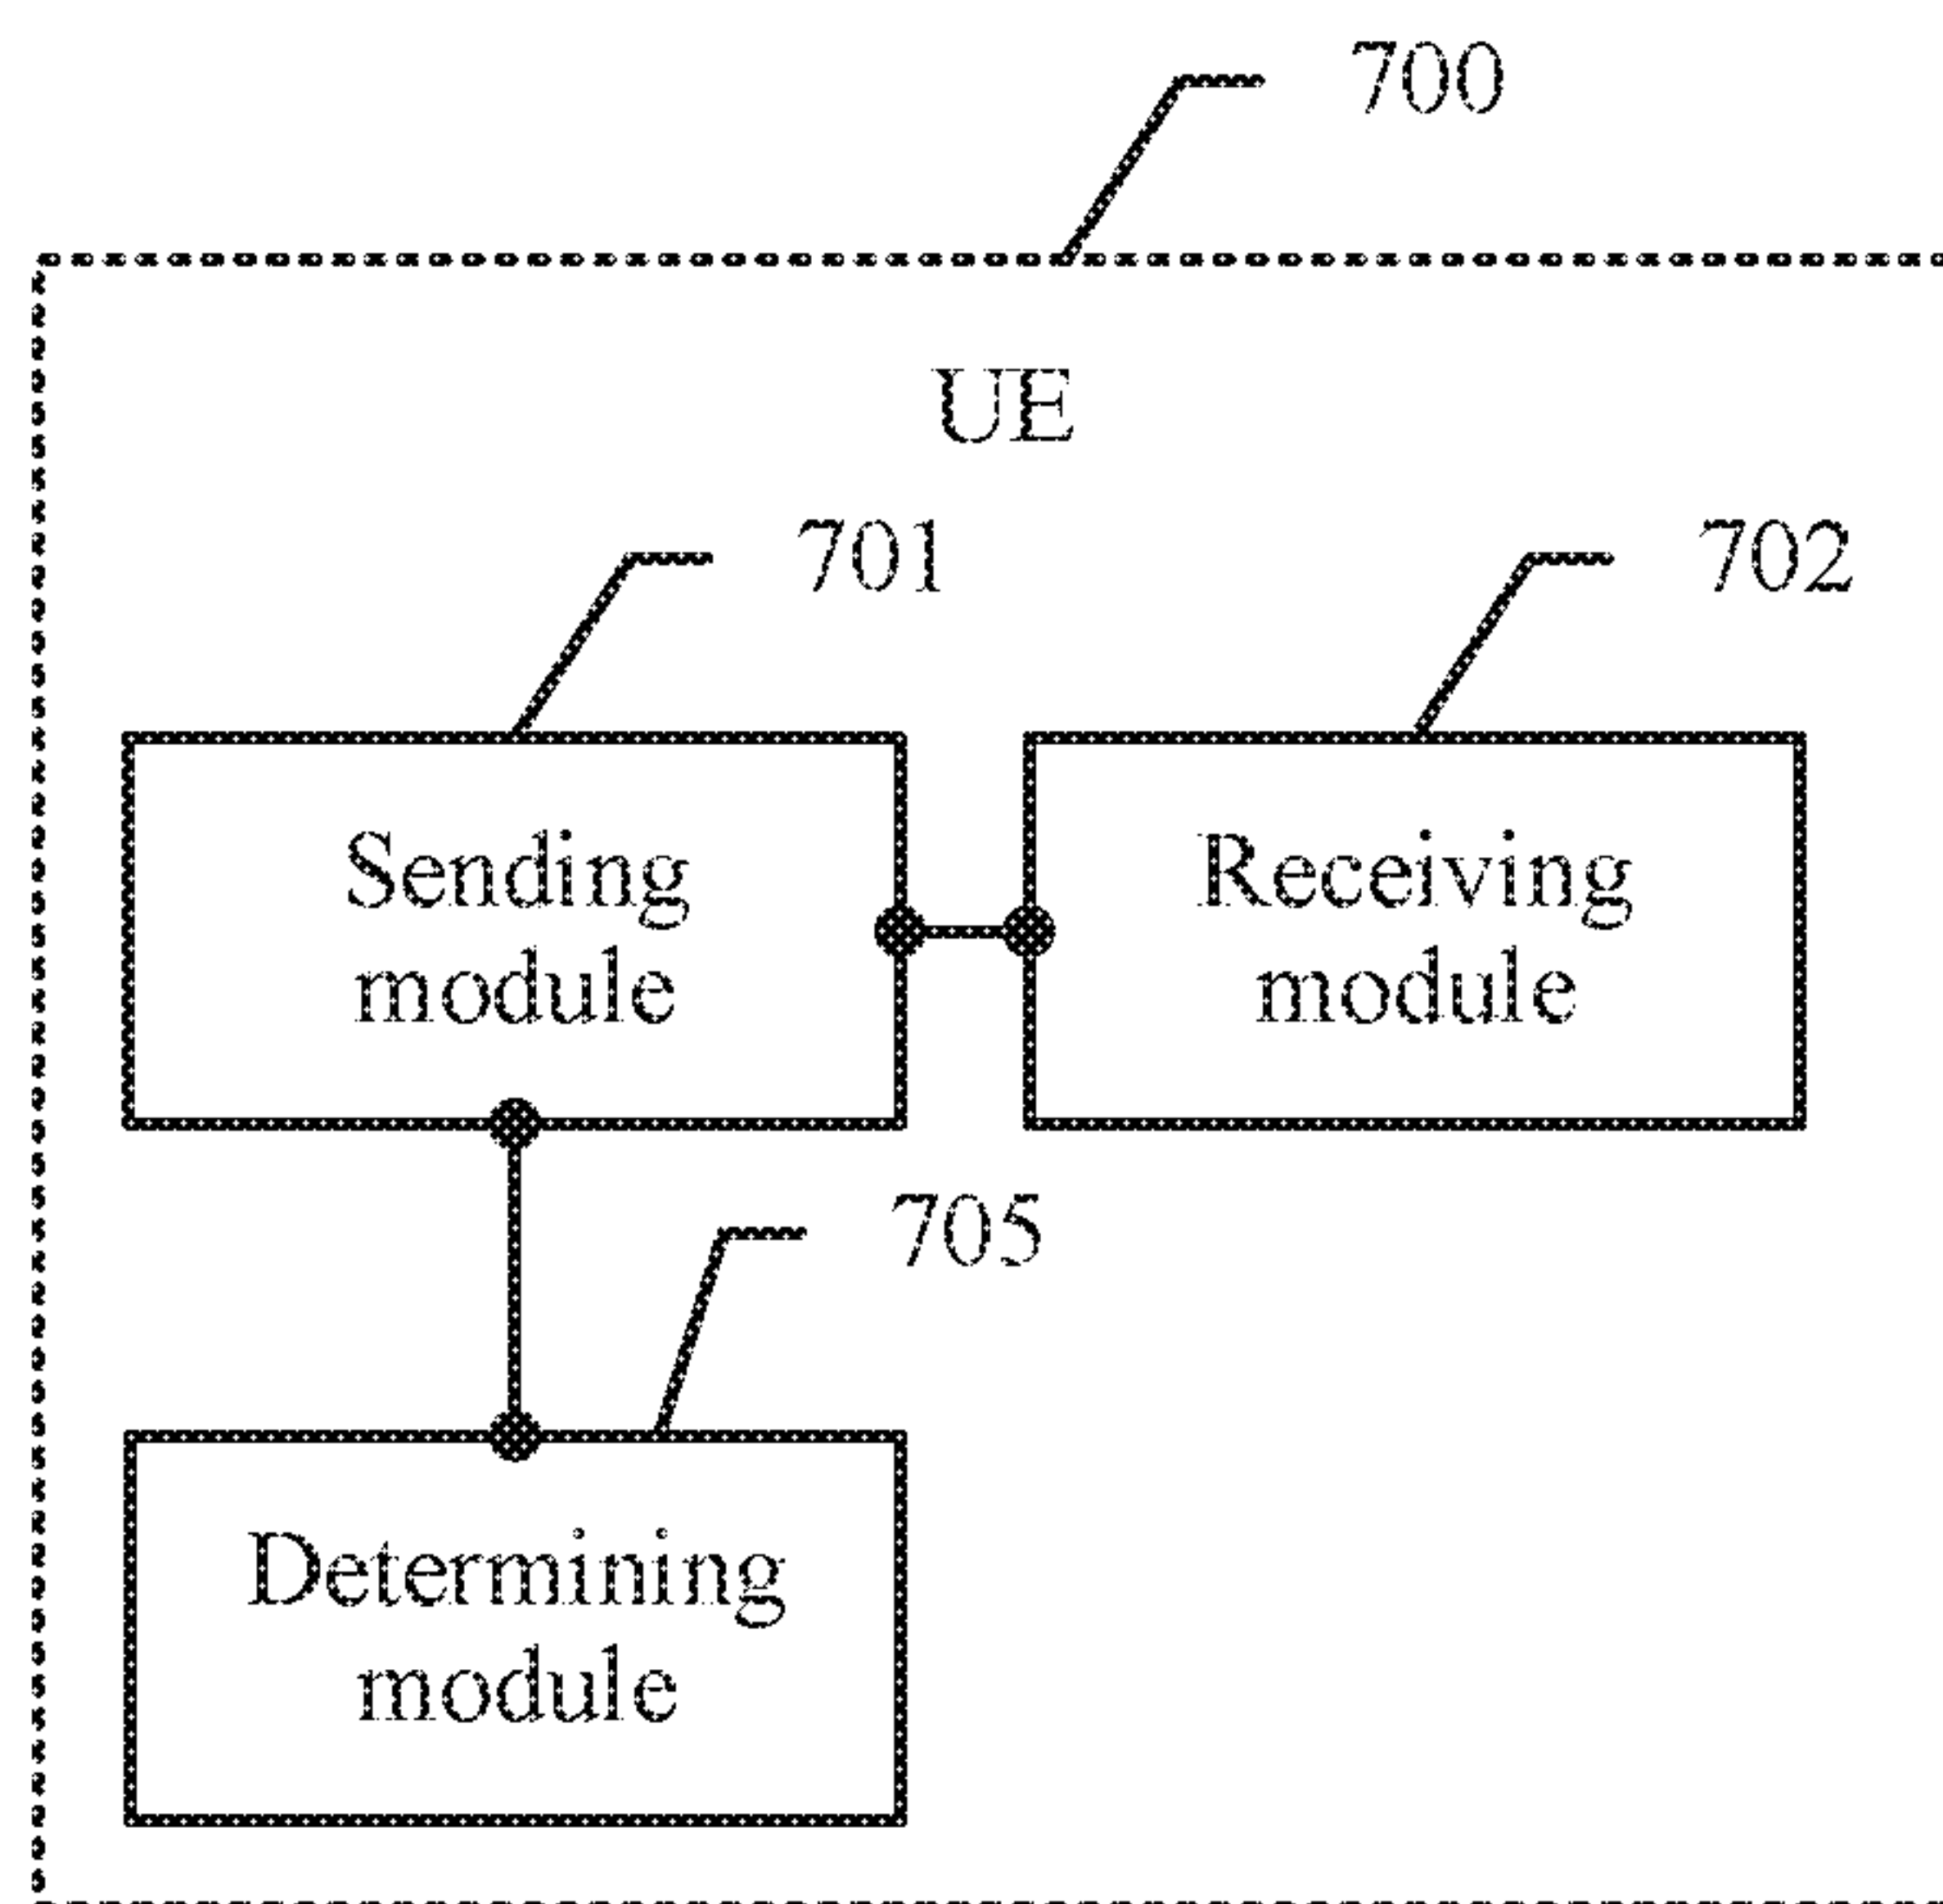 700
UE
701
702
Sending
module
Receiving
module
705
Determining
module